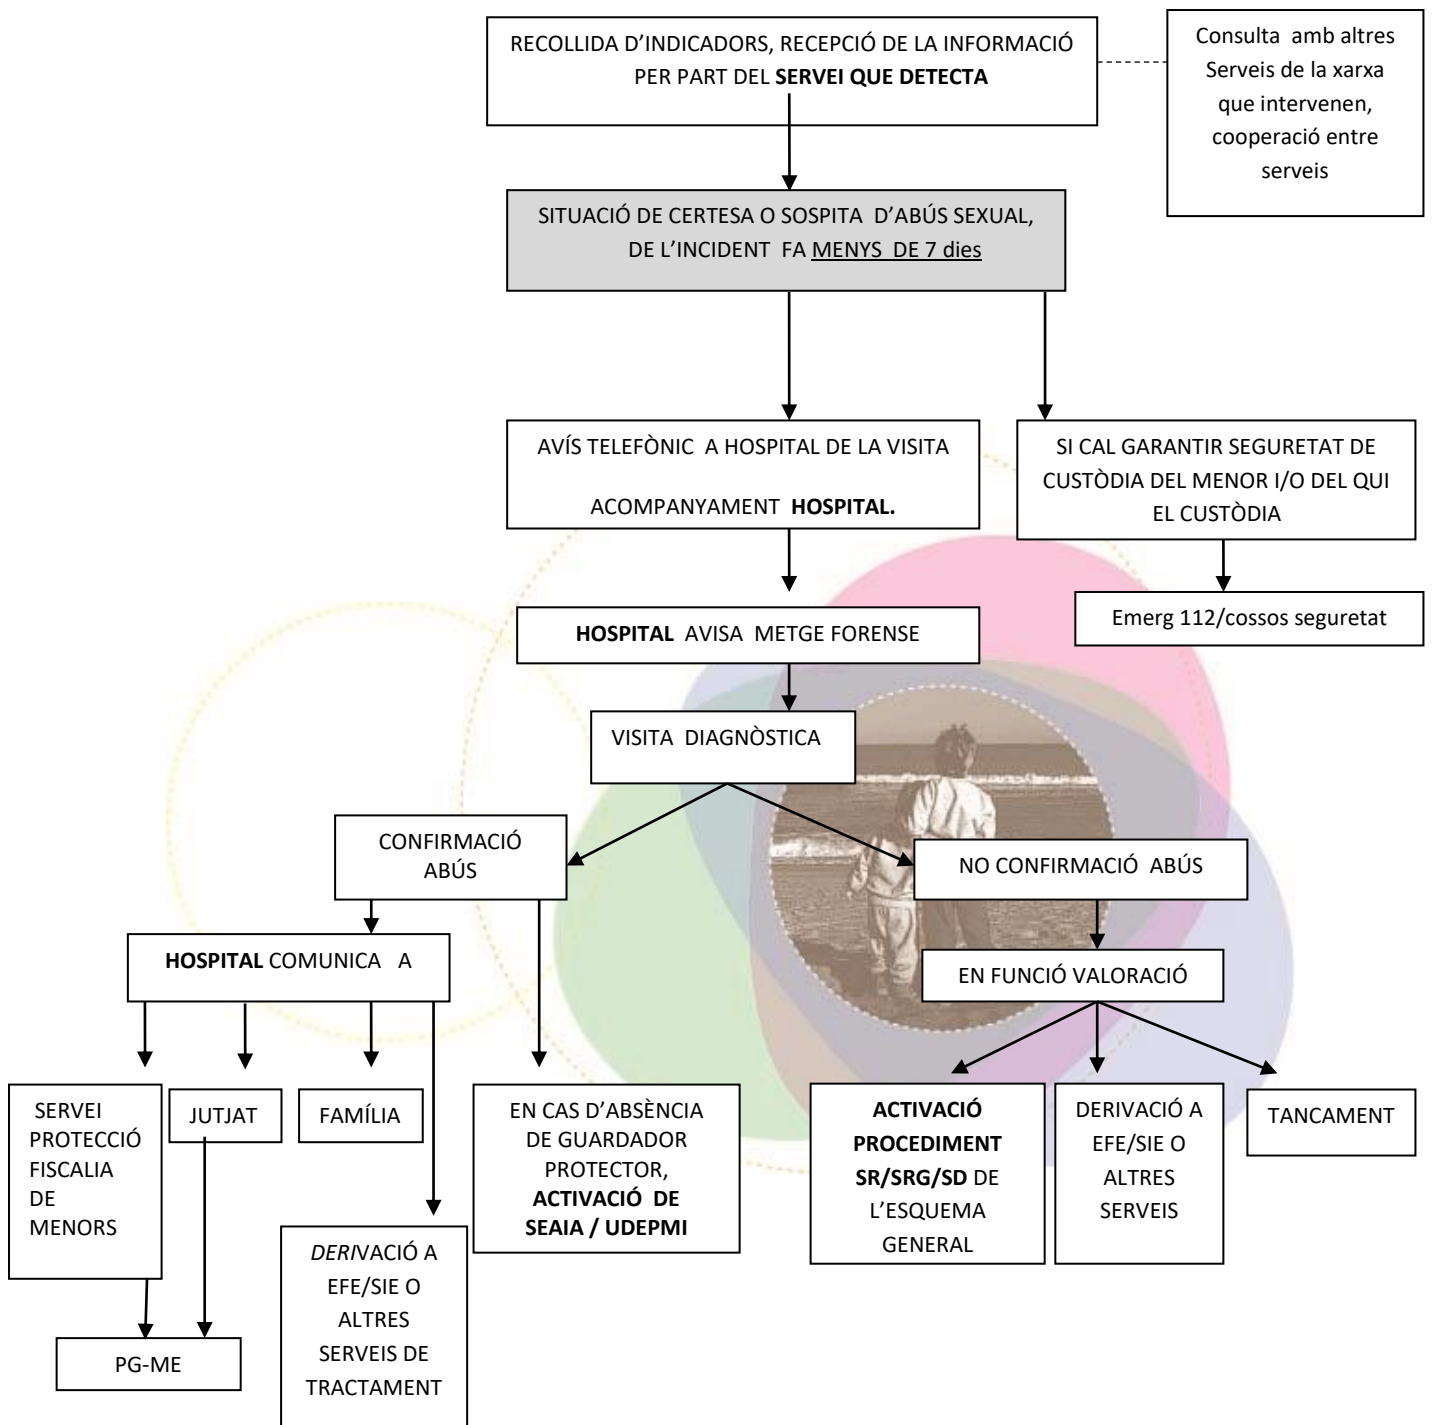 RECOLLIDA D’INDICADORS, RECEPCIÓ DE LA INFORMACIÓ
PER PART DEL SERVEI QUE DETECTA
Consulta amb altres
Serveis de la xarxa
que intervenen,
cooperació entre
serveis
SITUACIÓ DE CERTESA O SOSPITA D’ABÚS SEXUAL,
DE L’INCIDENT FA MENYS DE 7 dies
AVÍS TELEFÒNIC A HOSPITAL DE LA VISITA
ACOMPANYAMENT HOSPITAL.
SI CAL GARANTIR SEGURETAT DE
CUSTÒDIA DEL MENOR I/O DEL QUI
EL CUSTÒDIA
Emerg 112/cossos seguretat
HOSPITAL AVISA METGE FORENSE
VISITA DIAGNÒSTICA
CONFIRMACIÓ
ABÚS
NO CONFIRMACIÓ ABÚS
HOSPITAL COMUNICA A
EN FUNCIÓ VALORACIÓ
SERVEI
PROTECCIÓ
FISCALIA
DE
MENORS
JUTJAT
FAMÍLIA
EN CAS D’ABSÈNCIA
DE GUARDADOR
PROTECTOR,
ACTIVACIÓ DE
SEAIA / UDEPMI
ACTIVACIÓ
PROCEDIMENT
SR/SRG/SD DE
L’ESQUEMA
GENERAL
DERIVACIÓ A
EFE/SIE O
ALTRES
SERVEIS
TANCAMENT
DERIVACIÓ A
EFE/SIE O
ALTRES
SERVEIS DE
TRACTAMENT
PG-ME